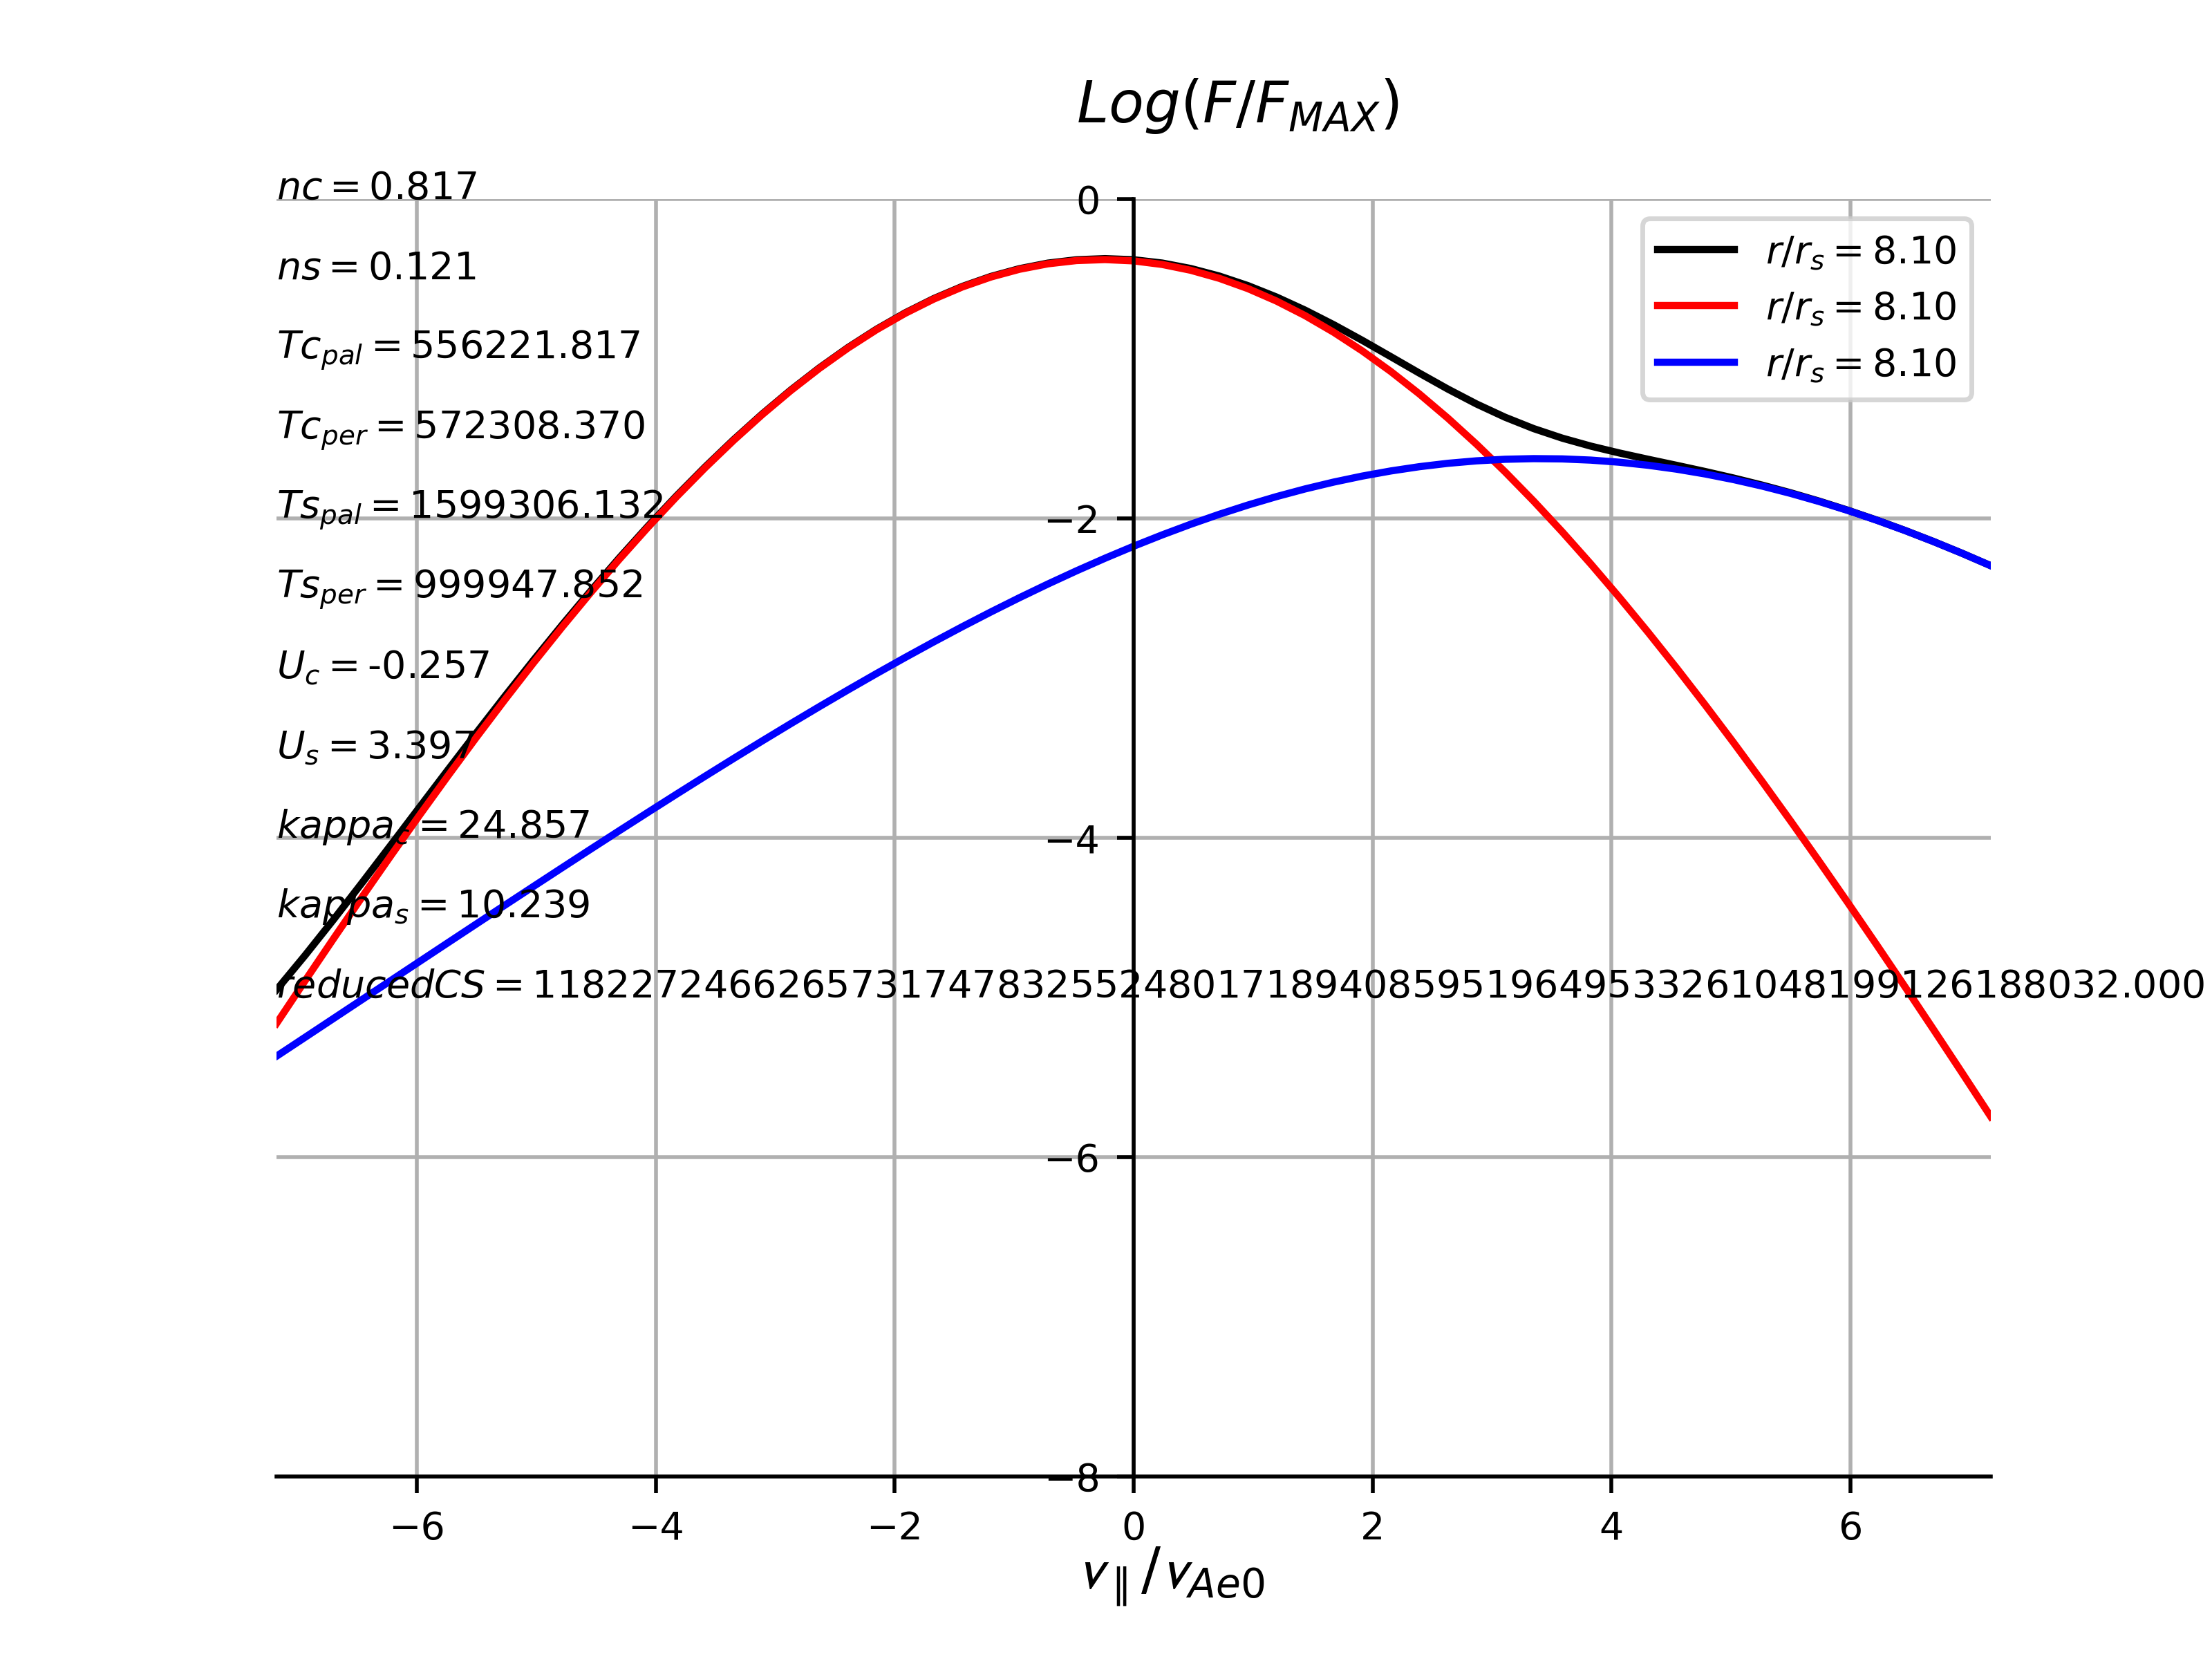 Log(F/F_MAX)
nc = 0.817
ns = 0.121
Tc_pal = 556221.817
Tc_per = 572308.370
Ts_pal = 1599306.132
Ts_per = 999947.852
U_c = -0.257
U_s = 3.397
kappa_c = 24.857
kappa_s = 10.239
reducedCS = 11822724662657317478325524801718940859519649533261048199126188032.000
r/r_s = 8.10
r/r_s = 8.10
r/r_s = 8.10
0
−2
−4
−6
−8
−6 −4 −2 0 2 4 6
v_∥/v_Ae0